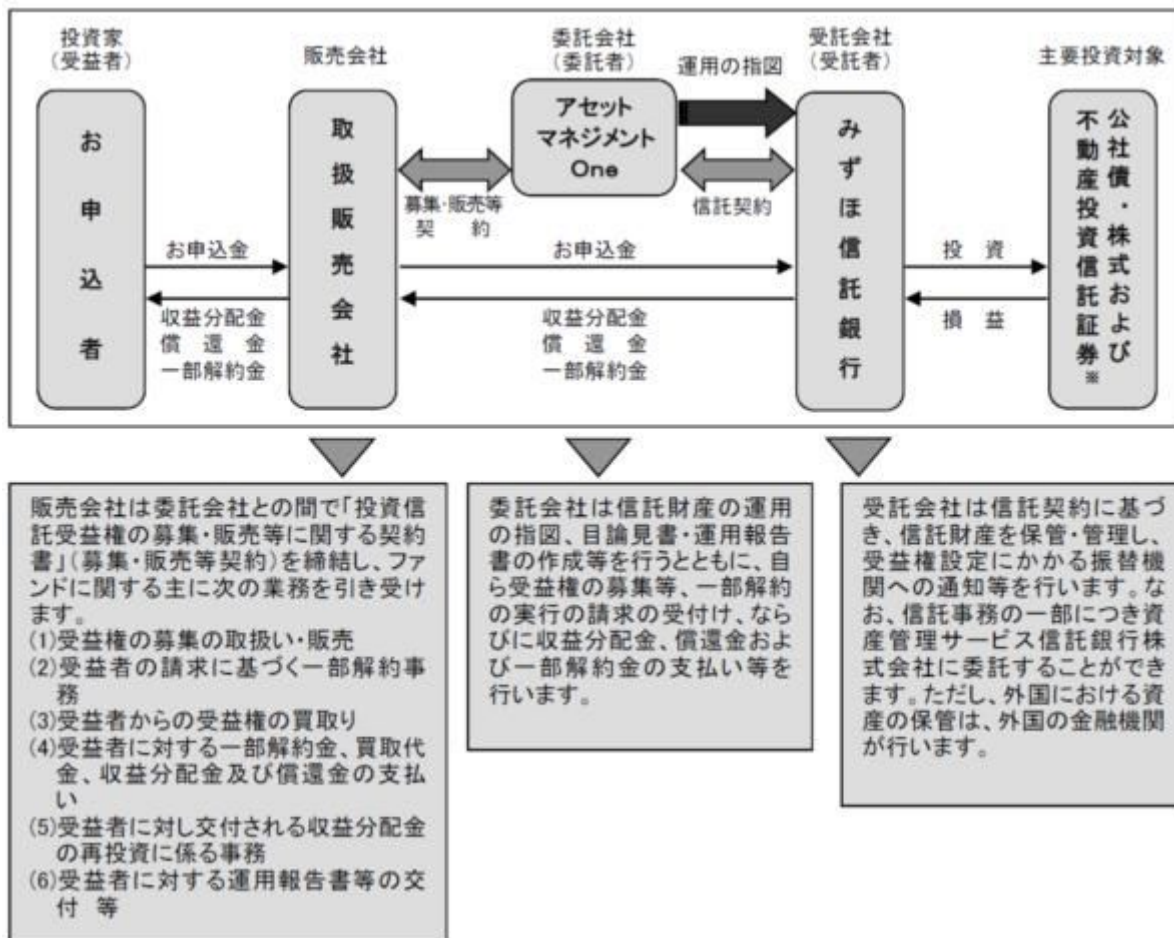 投資家
(受益者)
販売会社
委託会社
(委託者)
受託会社
(受託者)
主要投資対象
運用の指図
お申込者
取扱販売会社
アセット
マネジメント
One
みずほ信託銀行
公社債・株式および
不動産投資信託証券※
募集・販売等
契　約
信託契約
お申込金
お申込金
投　資
収益分配金
償　還　金
一部解約金
収益分配金
償　還　金
一部解約金
損　益
販売会社は委託会社との間で「投資信
託受益権の募集・販売等に関する契約
書」(募集・販売等契約)を締結し、ファ
ンドに関する主に次の業務を引き受け
ます。
(1)受益権の募集の取扱い・販売
(2)受益者の請求に基づく一部解約事
務
(3)受益者からの受益権の買取り
(4)受益者に対する一部解約金、買取代
金、収益分配金及び償還金の支払
い
(5)受益者に対し交付される収益分配金
の再投資に係る事務
(6)受益者に対する運用報告書等の交
付　等
委託会社は信託財産の運用
の指図、目論見書・運用報告
書の作成等を行うとともに、自
ら受益権の募集等、一部解約
の実行の請求の受付け、なら
びに収益分配金、償還金およ
び一部解約金の支払い等を
行います。
受託会社は信託契約に基づ
き、信託財産を保管・管理し、
受益権設定にかかる振替機
関への通知等を行います。な
お、信託事務の一部につき資
産管理サービス信託銀行株
式会社に委託することができ
ます。ただし、外国における資
産の保管は、外国の金融機関
が行います。